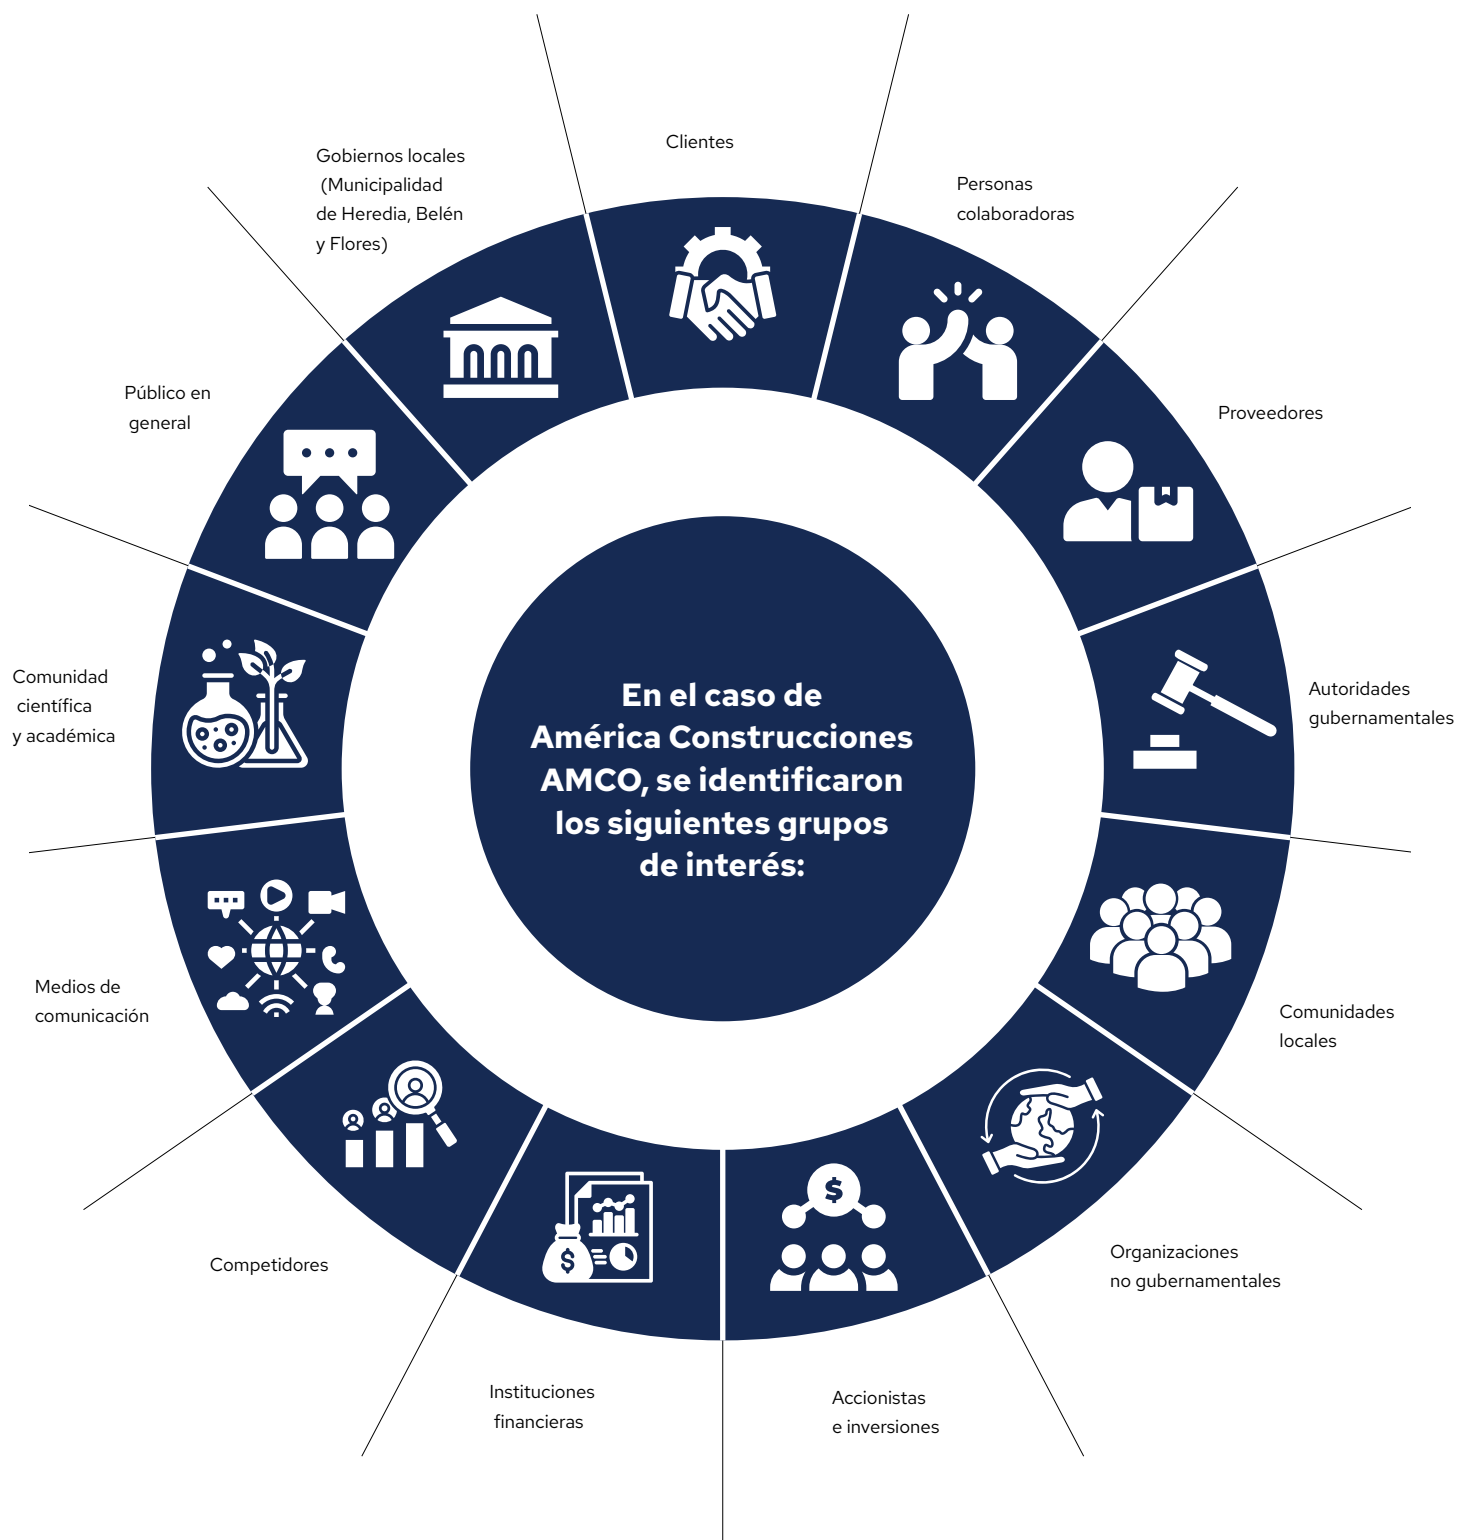 En el caso de
América Construcciones
AMCO, se identificaron
los siguientes grupos
de interés:
Clientes
Personas
colaboradoras
Proveedores
Autoridades
gubernamentales
Comunidades
locales
Organizaciones
no gubernamentales
Accionistas
e inversiones
Instituciones
financieras
Competidores
Medios de
comunicación
Comunidad
científica
y académica
Público en
general
Gobiernos locales
(Municipalidad
de Heredia, Belén
y Flores)
$
$